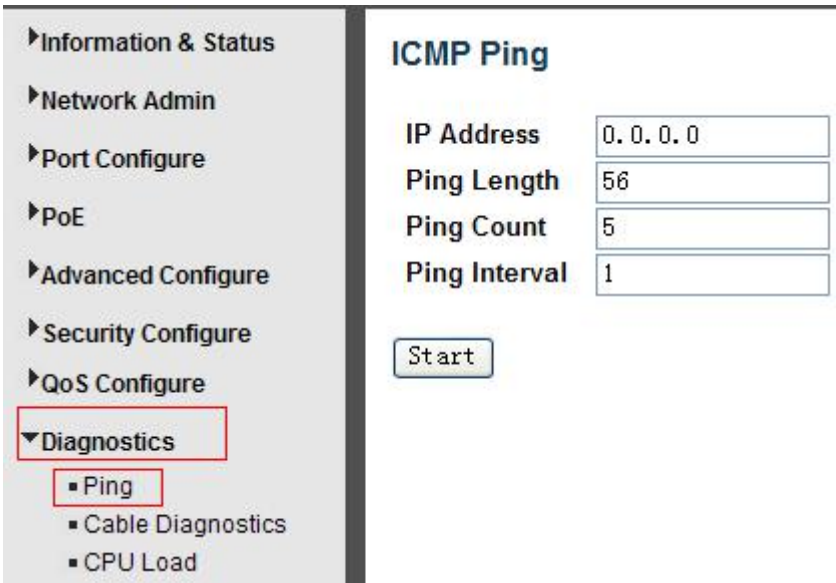 Information & Status
Network Admin
Port Configure
PoE
Advanced Configure
Security Configure
QoS Configure
Diagnostics
Ping
Cable Diagnostics
CPU Load
ICMP Ping
IP Address 0.0.0.0
Ping Length 56
Ping Count 5
Ping Interval 1
Start